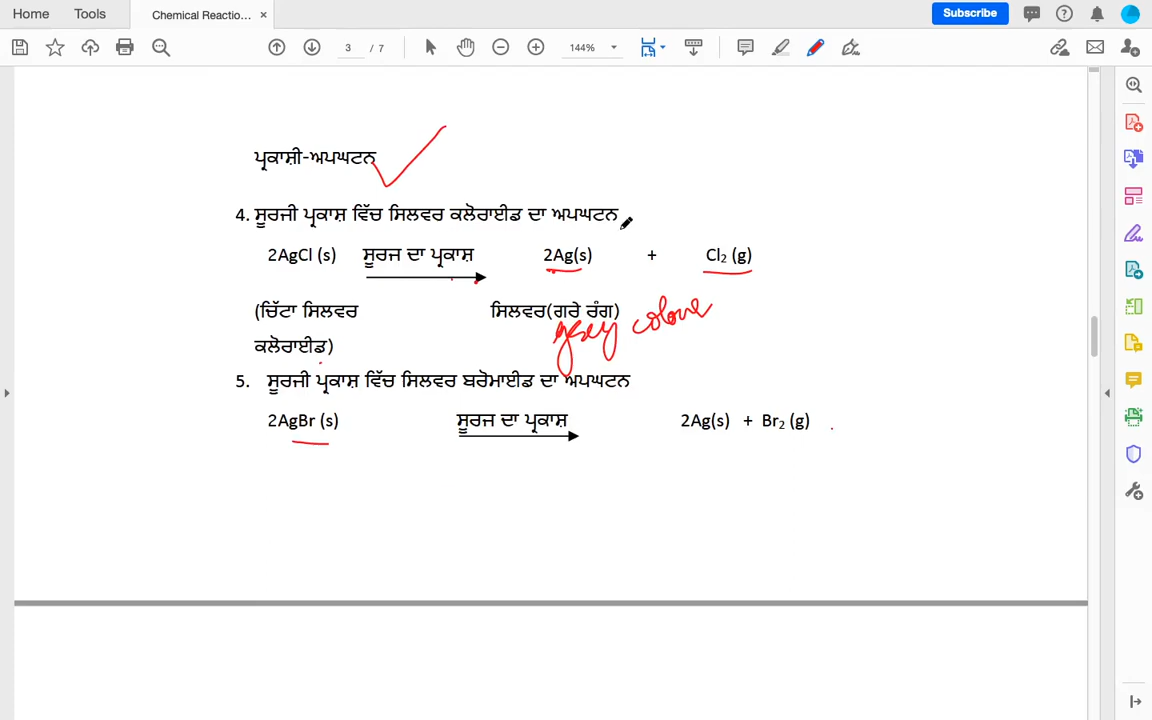 Home Tools Chemical Reactio... × Subscribe
3 / 7 144%
ਪ੍ਰਕਾਸ਼ੀ-ਅਪਘਟਨ
4. ਸੂਰਜੀ ਪ੍ਰਕਾਸ਼ ਵਿੱਚ ਸਿਲਵਰ ਕਲੋਰਾਈਡ ਦਾ ਅਪਘਟਨ
2AgCl (s) ਸੂਰਜ ਦਾ ਪ੍ਰਕਾਸ਼ 2Ag(s) + Cl₂ (g)
(ਚਿੱਟਾ ਸਿਲਵਰ ਸਿਲਵਰ(ਗਰੇ ਰੰਗ)
grey colour
ਕਲੋਰਾਈਡ)
5. ਸੂਰਜੀ ਪ੍ਰਕਾਸ਼ ਵਿੱਚ ਸਿਲਵਰ ਬਰੋਮਾਈਡ ਦਾ ਅਪਘਟਨ
2AgBr (s) ਸੂਰਜ ਦਾ ਪ੍ਰਕਾਸ਼ 2Ag(s) + Br₂ (g)